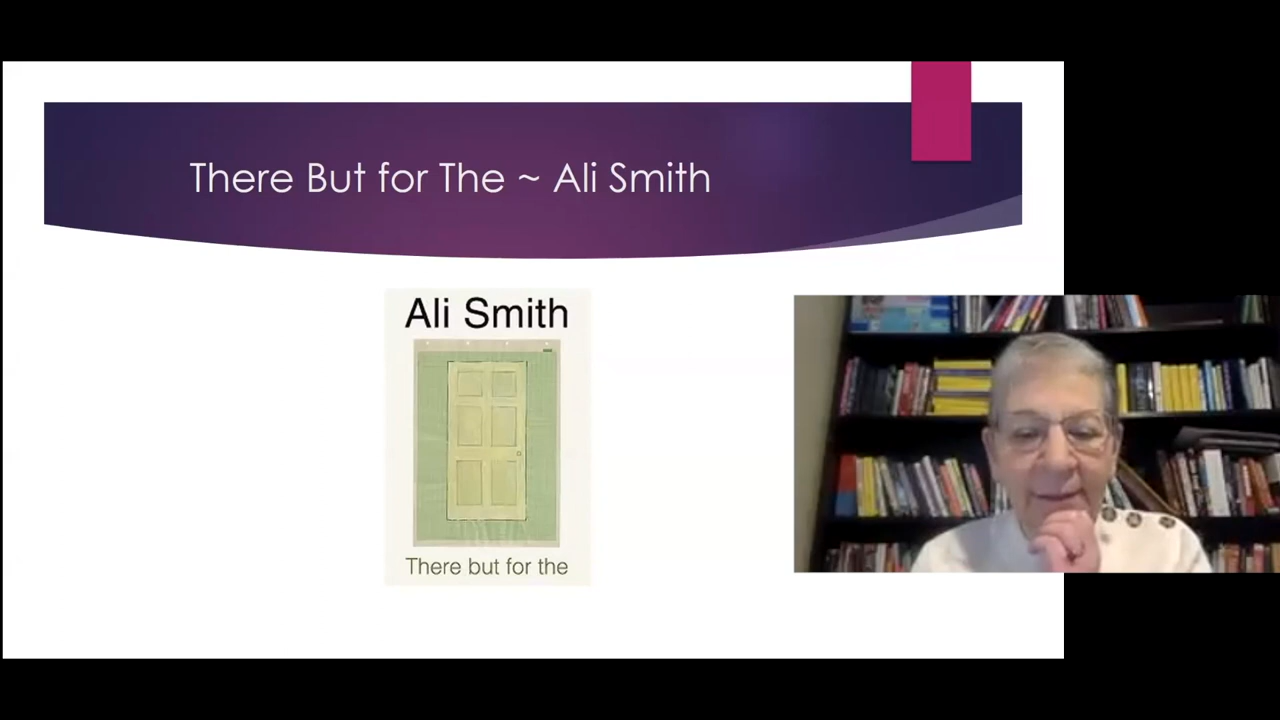 There But for The ~ Ali Smith
Ali Smith
There but for the